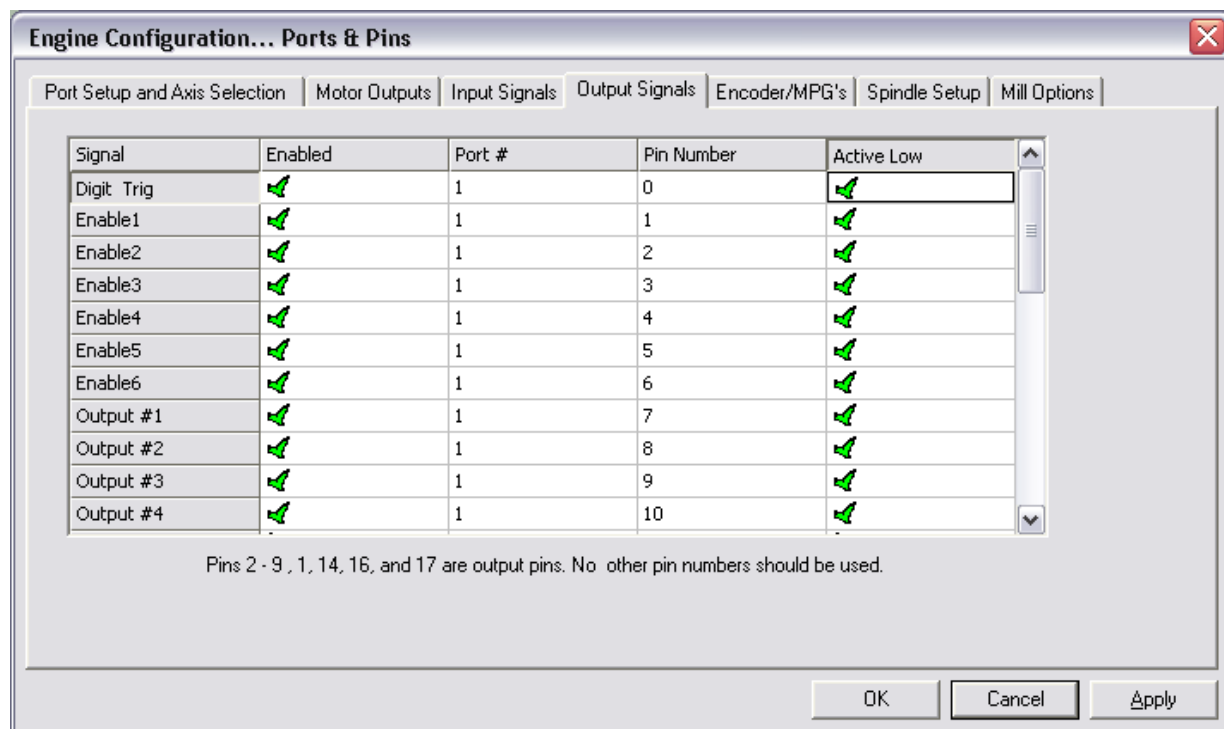 Engine Configuration... Ports & Pins
Port Setup and Axis Selection Motor Outputs Input Signals Output Signals Encoder/MPG's Spindle Setup Mill Options
Signal Enabled Port # Pin Number Active Low
Digit Trig 1 0
Enable1 1 1
Enable2 1 2
Enable3 1 3
Enable4 1 4
Enable5 1 5
Enable6 1 6
Output #1 1 7
Output #2 1 8
Output #3 1 9
Output #4 1 10
Pins 2 - 9 , 1, 14, 16, and 17 are output pins. No other pin numbers should be used.
OK Cancel Apply